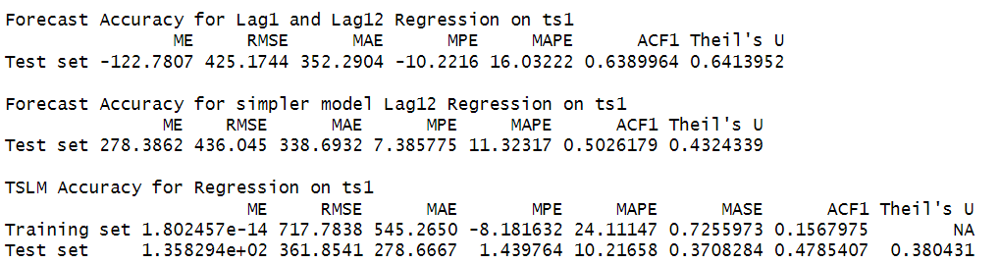 Forecast Accuracy for Lag1 and Lag12 Regression on ts1
ME RMSE MAE MPE MAPE ACF1 Theil's U
Test set -122.7807 425.1744 352.2904 -10.2216 16.03222 0.6389964 0.6413952
Forecast Accuracy for simpler model Lag12 Regression on ts1
ME RMSE MAE MPE MAPE ACF1 Theil's U
Test set 278.3862 436.045 338.6932 7.385775 11.32317 0.5026179 0.4324339
TSLM Accuracy for Regression on ts1
ME RMSE MAE MPE MAPE MASE ACF1 Theil's U
Training set 1.802457e-14 717.7838 545.2650 -8.181632 24.11147 0.7255973 0.1567975 NA
Test set 1.358294e+02 361.8541 278.6667 1.439764 10.21658 0.3708284 0.4785407 0.380431